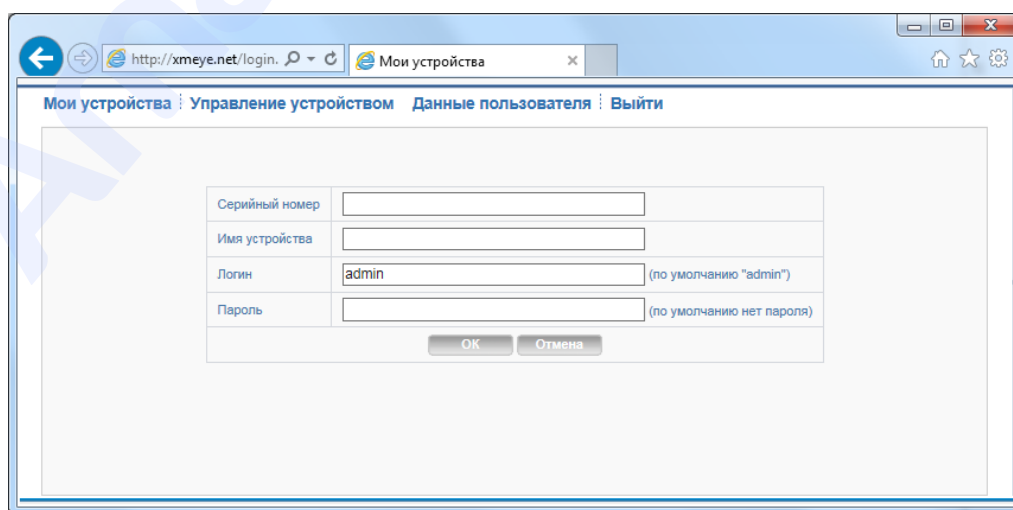 http://xmeye.net/login.
Мои устройства
Мои устройства Управление устройством Данные пользователя Выйти
Серийный номер
Имя устройства
Логин admin (по умолчанию "admin")
Пароль (по умолчанию нет пароля)
OK Отмена